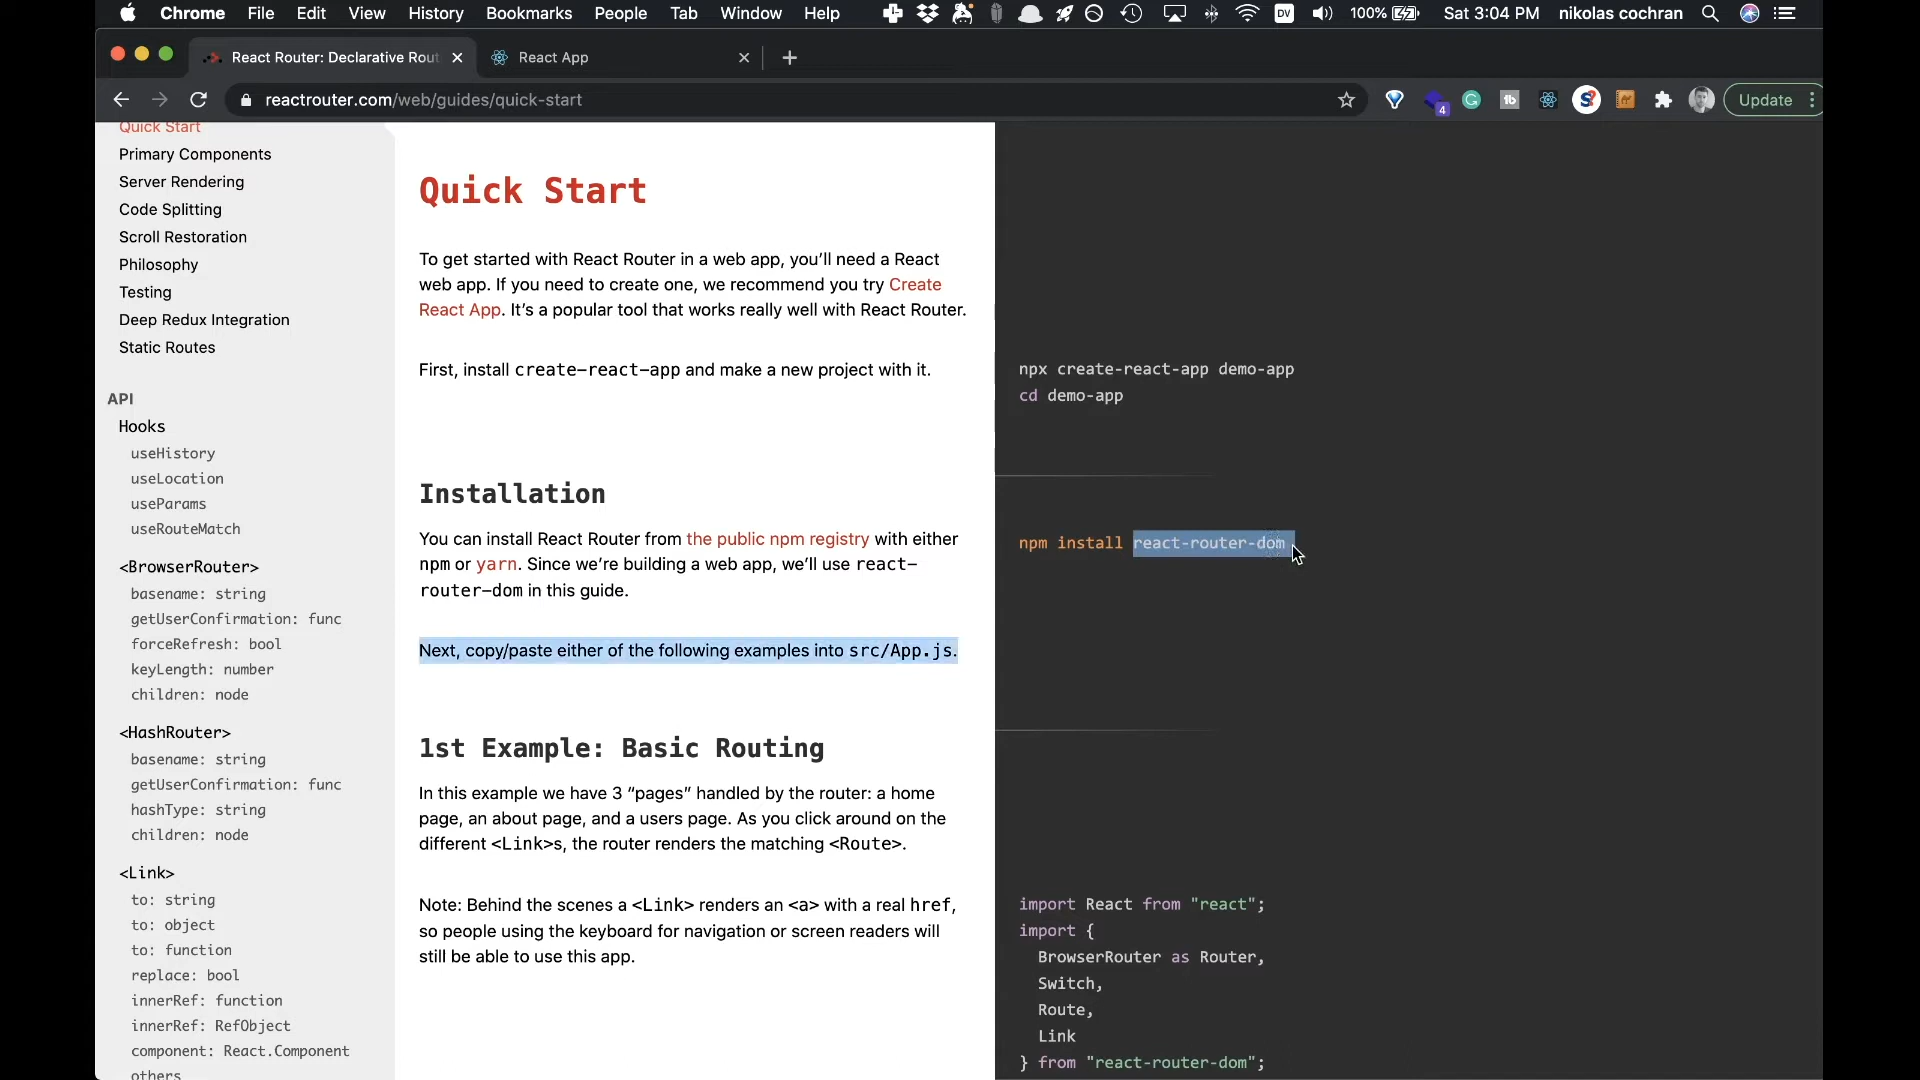 Chrome File Edit View History Bookmarks People Tab Window Help DV 100% Sat 3:04 PM nikolas cochran
React Router: Declarative Rout
React App
reactrouter.com/web/guides/quick-start
4
G
tb
S
Update
Quick Start
Primary Components
Server Rendering
Code Splitting
Scroll Restoration
Philosophy
Testing
Deep Redux Integration
Static Routes
API
Hooks
useHistory
useLocation
useParams
useRouteMatch
<BrowserRouter>
basename: string
getUserConfirmation: func
forceRefresh: bool
keyLength: number
children: node
<HashRouter>
basename: string
getUserConfirmation: func
hashType: string
children: node
<Link>
to: string
to: object
to: function
replace: bool
innerRef: function
innerRef: RefObject
component: React.Component
others
Quick Start
To get started with React Router in a web app, you’ll need a React
web app. If you need to create one, we recommend you try Create
React App. It’s a popular tool that works really well with React Router.
First, install create-react-app and make a new project with it.
npx create-react-app demo-app
cd demo-app
Installation
You can install React Router from the public npm registry with either
npm or yarn. Since we’re building a web app, we’ll use react-
router-dom in this guide.
npm install react-router-dom
Next, copy/paste either of the following examples into src/App.js.
1st Example: Basic Routing
In this example we have 3 “pages” handled by the router: a home
page, an about page, and a users page. As you click around on the
different <Link>s, the router renders the matching <Route>.
Note: Behind the scenes a <Link> renders an <a> with a real href,
so people using the keyboard for navigation or screen readers will
still be able to use this app.
import React from "react";
import {
BrowserRouter as Router,
Switch,
Route,
Link
} from "react-router-dom";